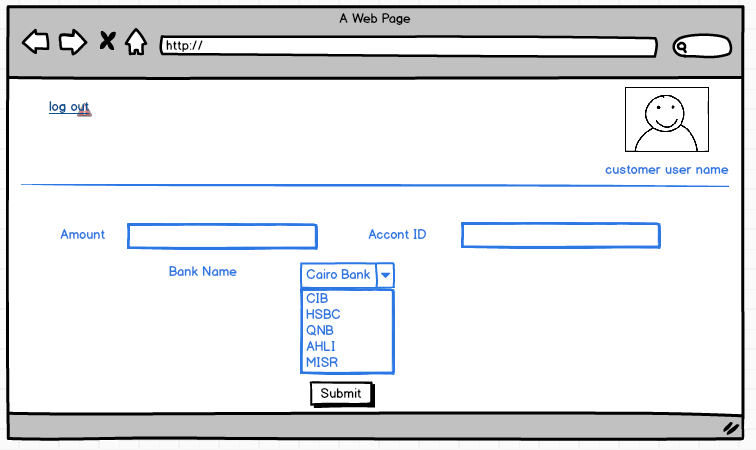 A Web Page
http://
log out
customer user name
Amount
Accont ID
Bank Name
Cairo Bank
CIB
HSBC
QNB
AHLI
MISR
Submit